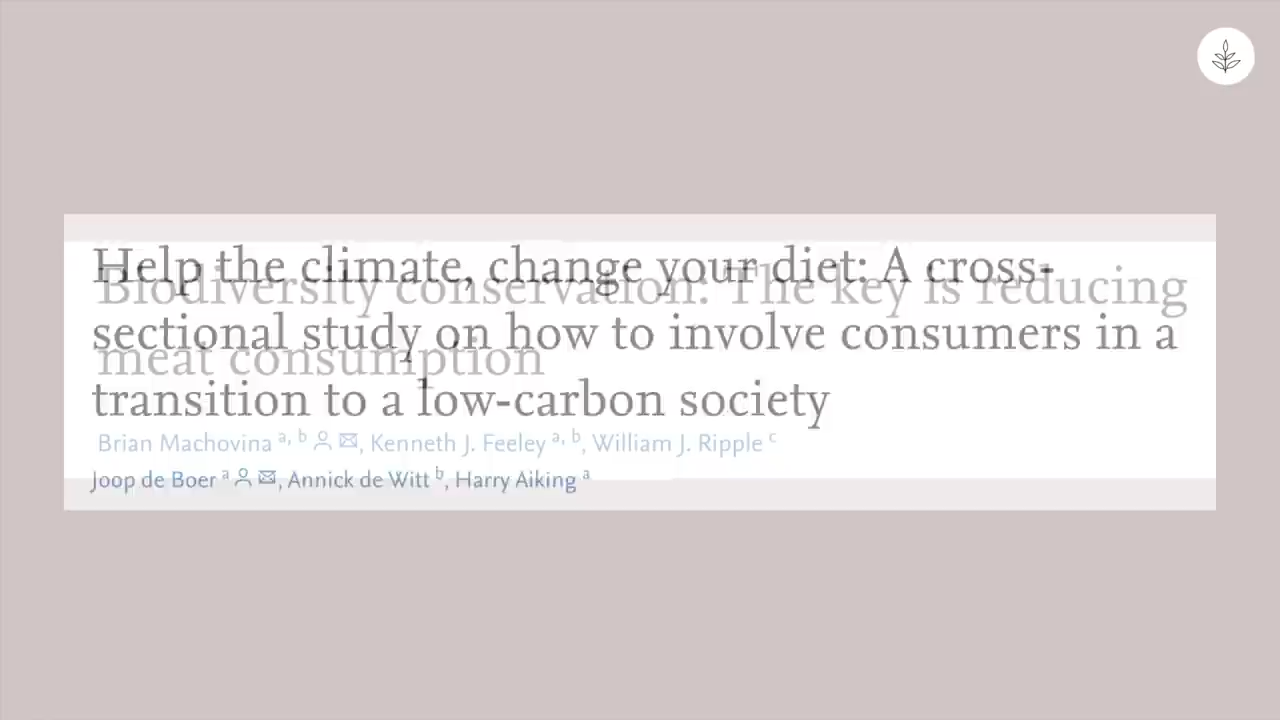 Help the climate, change your diet: A cross-
sectional study on how to involve consumers in a
transition to a low-carbon society
Joop de Boer a, Annick de Witt b, Harry Aiking a
Biodiversity conservation: The key is reducing
meat consumption
Brian Machovina a, b, Kenneth J. Feeley a, b, William J. Ripple c